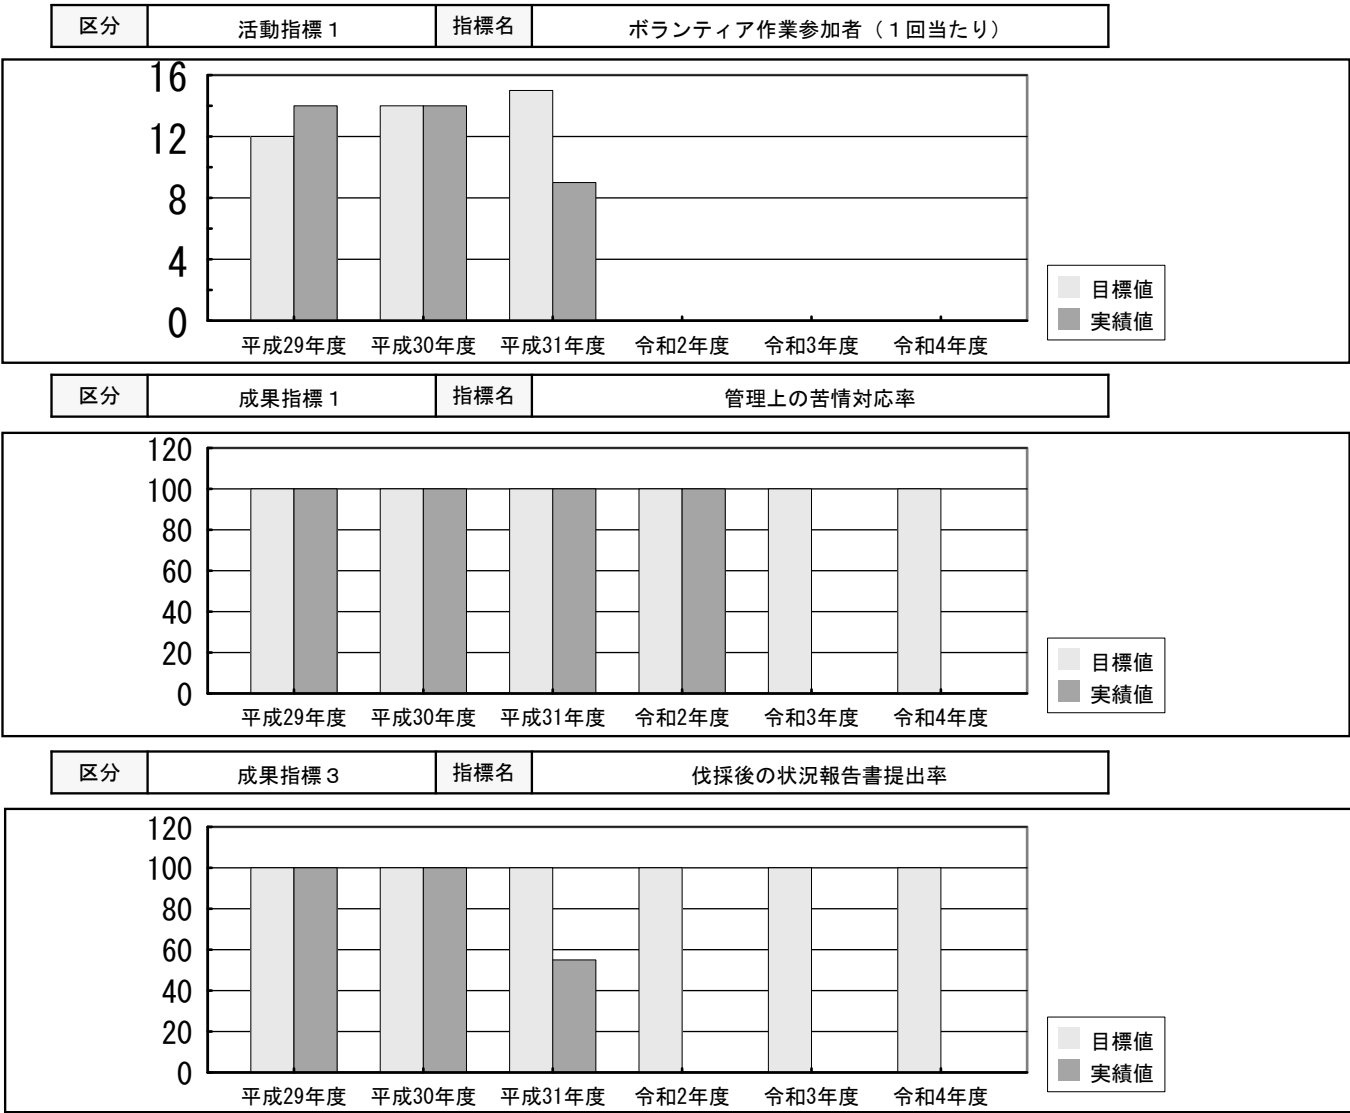 区分 活動指標１ 指標名 ボランティア作業参加者（１回当たり）
16
12
8
4
0
平成29年度 平成30年度 平成31年度 令和2年度 令和3年度 令和4年度
目標値
実績値
区分 成果指標１ 指標名 管理上の苦情対応率
120
100
80
60
40
20
0
平成29年度 平成30年度 平成31年度 令和2年度 令和3年度 令和4年度
目標値
実績値
区分 成果指標３ 指標名 伐採後の状況報告書提出率
120
100
80
60
40
20
0
平成29年度 平成30年度 平成31年度 令和2年度 令和3年度 令和4年度
目標値
実績値